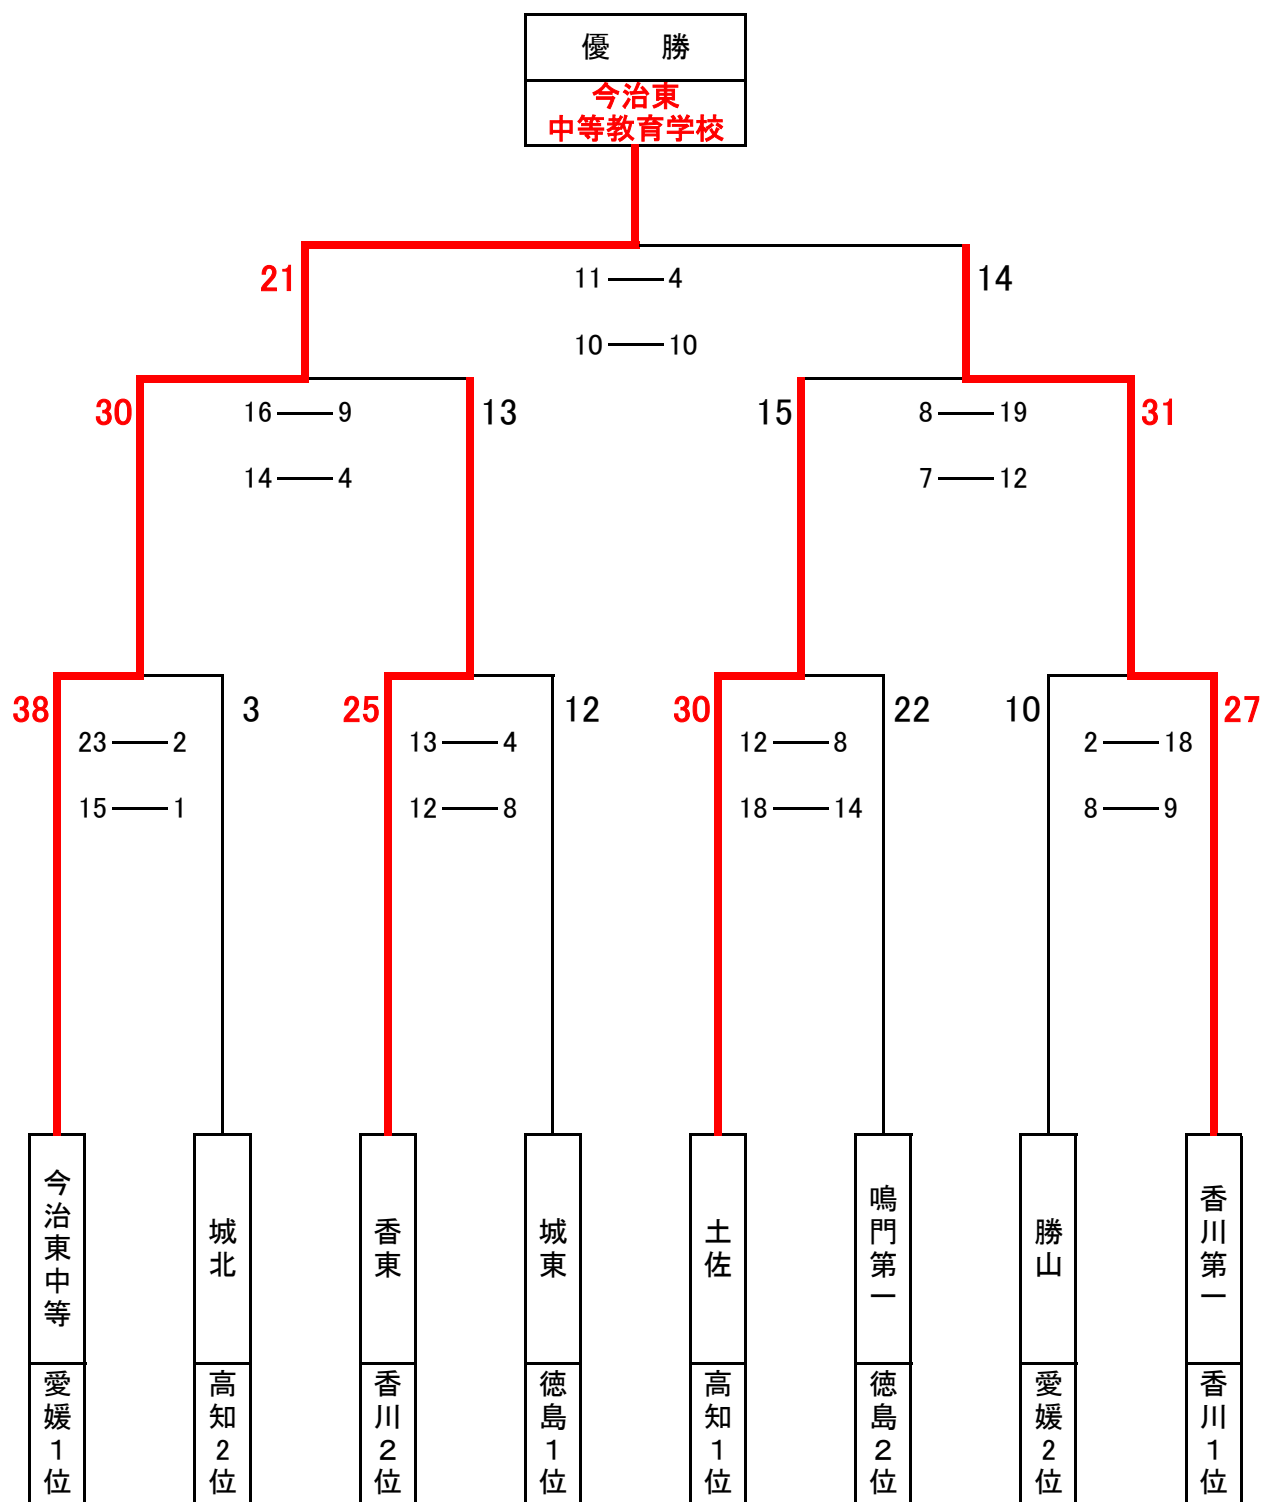 優 勝
今治東
中等教育学校
21
11 4
14
10 10
30
16 9
13
15
8 19
31
14 4
7 12
38
3
25
12
30
22
10
27
23 2
13 4
12 8
2 18
15 1
12 8
18 14
8 9
今治東中等
城北
香東
城東
土佐
鳴門第一
勝山
香川第一
愛媛1位
高知2位
香川2位
徳島1位
高知1位
徳島2位
愛媛2位
香川1位